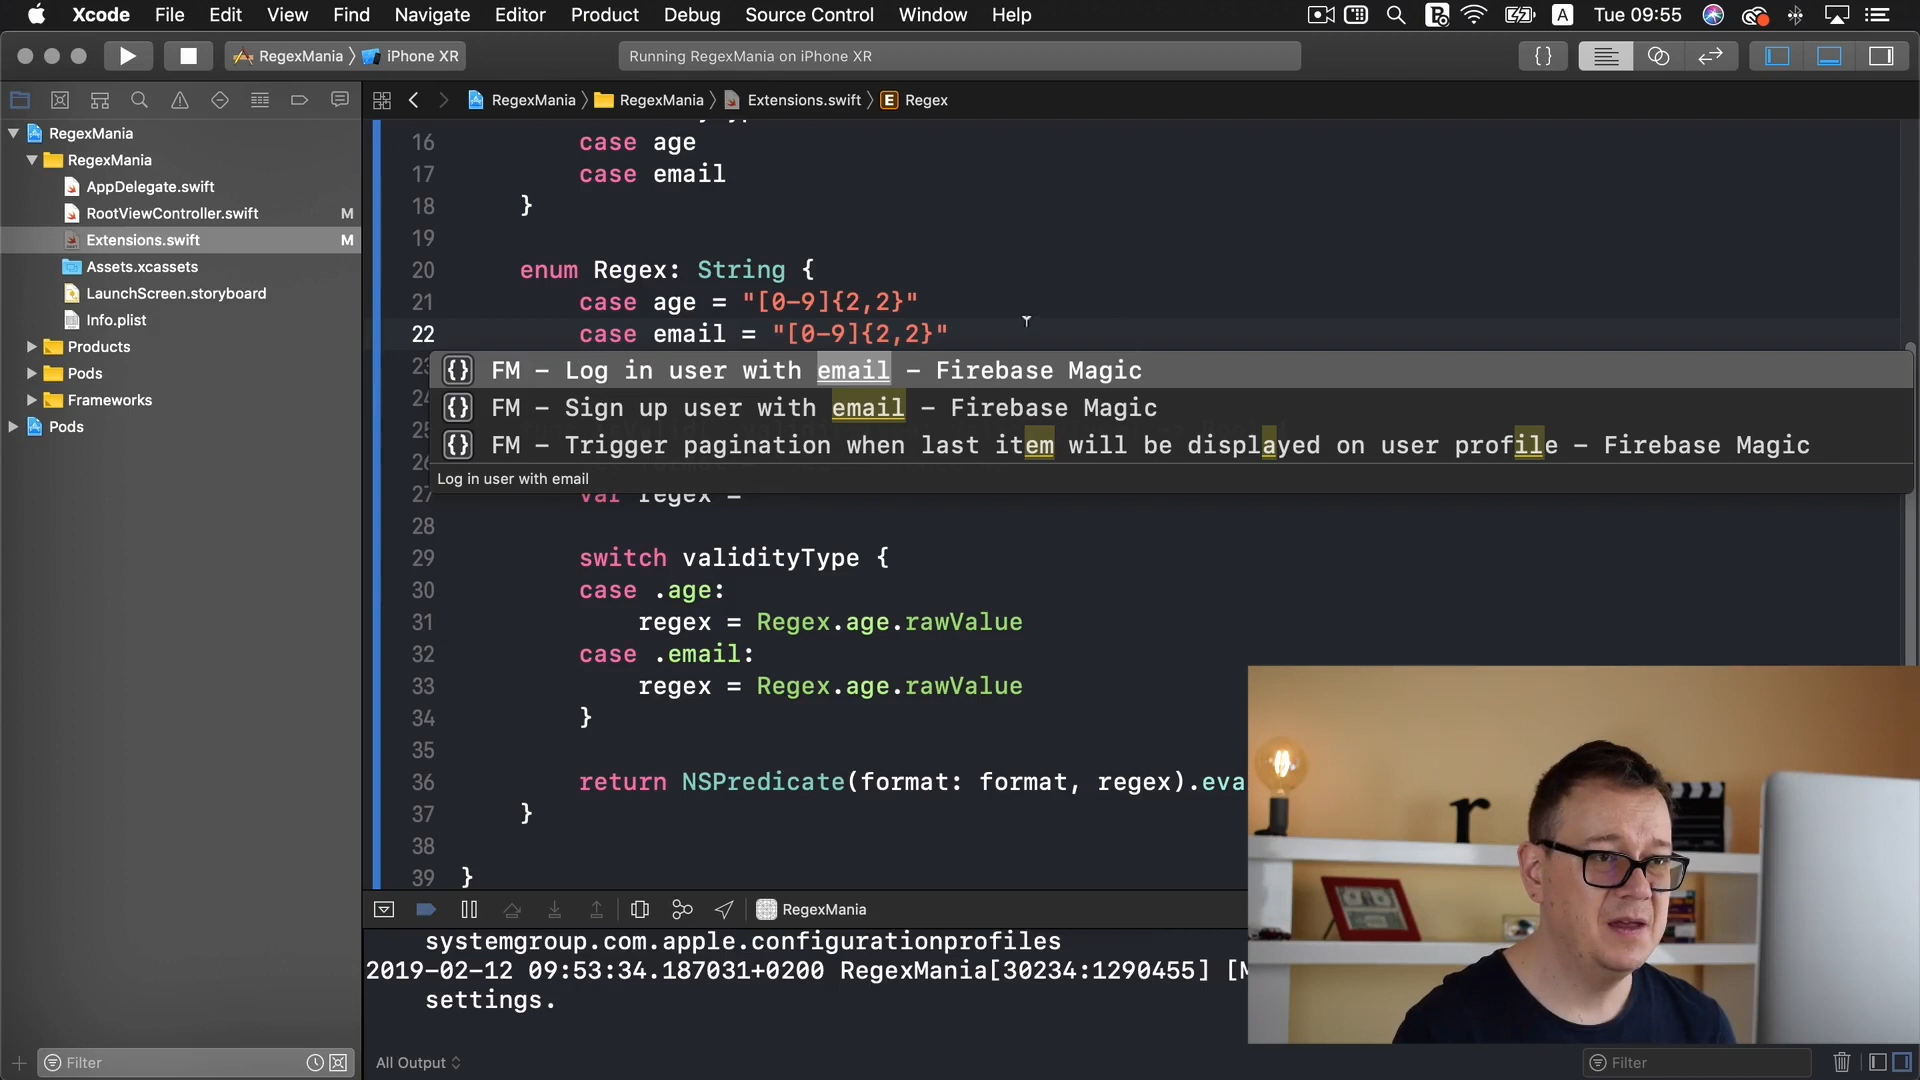 Xcode File Edit View Find Navigate Editor Product Debug Source Control Window Help Tue 09:55
RegexMania iPhone XR Running RegexMania on iPhone XR
RegexMania RegexMania Extensions.swift E Regex
RegexMania
RegexMania
AppDelegate.swift
RootViewController.swift M
Extensions.swift M
Assets.xcassets
LaunchScreen.storyboard
Info.plist
Products
Pods
Frameworks
Pods
16 case age
17 case email
18 }
19
20 enum Regex: String {
21 case age = "[0-9]{2,2}"
22 case email = "[0-9]{2,2}"
FM – Log in user with email – Firebase Magic
FM – Sign up user with email – Firebase Magic
FM – Trigger pagination when last item will be displayed on user profile – Firebase Magic
Log in user with email
27 var regex =
28
29 switch validityType {
30 case .age:
31 regex = Regex.age.rawValue
32 case .email:
33 regex = Regex.age.rawValue
34 }
35
36 return NSPredicate(format: format, regex).eva
37 }
38
39 }
RegexMania
systemgroup.com.apple.configurationprofiles
2019-02-12 09:53:34.187031+0200 RegexMania[30234:1290455] [M
settings.
Filter All Output Filter